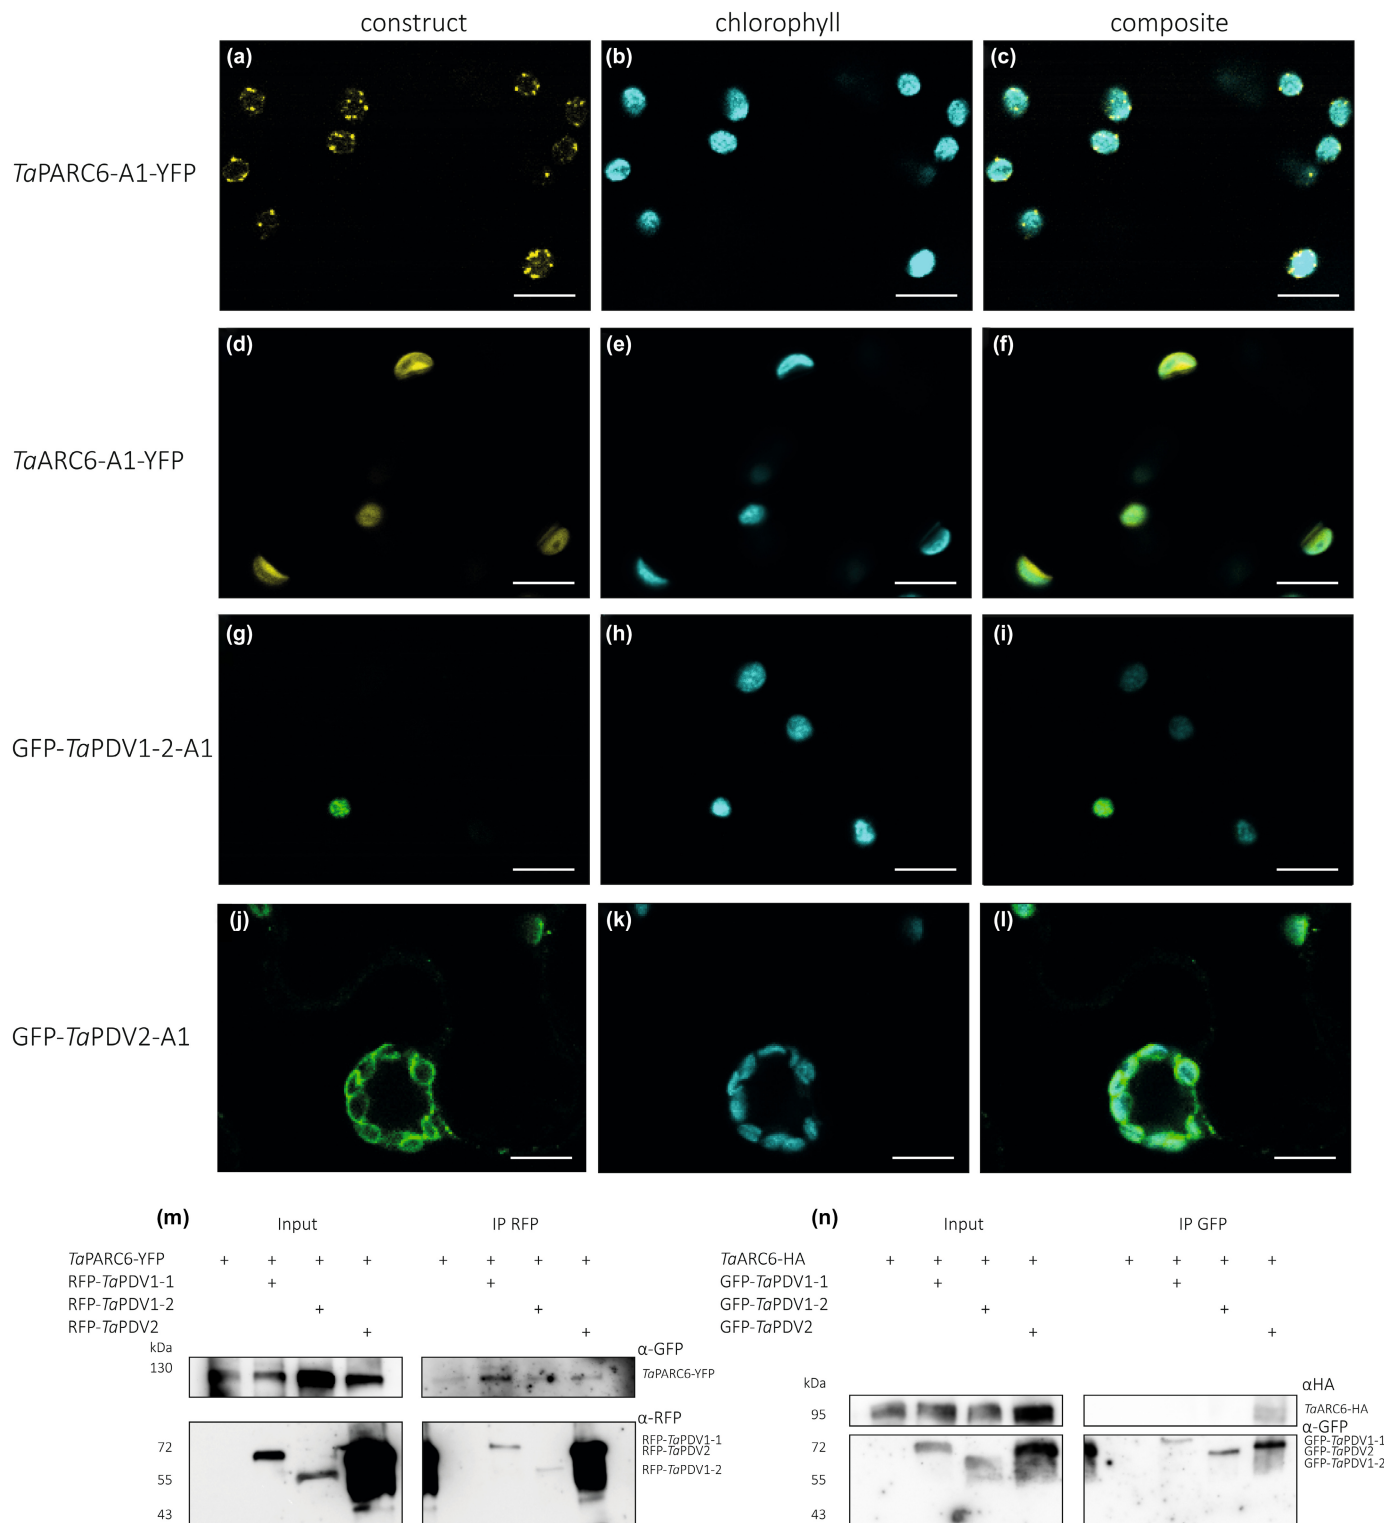 construct chlorophyll composite
(a) (b) (c)
TaPARC6-A1-YFP
(d) (e) (f)
TaARC6-A1-YFP
(g) (h) (i)
GFP-TaPDV1-2-A1
(j) (k) (l)
GFP-TaPDV2-A1
(m) Input IP RFP
TaPARC6-YFP + + + + + + + +
RFP-TaPDV1-1 + +
RFP-TaPDV1-2 + +
RFP-TaPDV2 + +
kDa α-GFP
130 TaPARC6-YFP
α-RFP
RFP-TaPDV1-1
72 RFP-TaPDV2
55 RFP-TaPDV1-2
43
(n) Input IP GFP
TaARC6-HA + + + + + + + +
GFP-TaPDV1-1 + +
GFP-TaPDV1-2 + +
GFP-TaPDV2 + +
kDa αHA
95 TaARC6-HA
α-GFP
72 GFP-TaPDV1-1
GFP-TaPDV2
55 GFP-TaPDV1-2
43